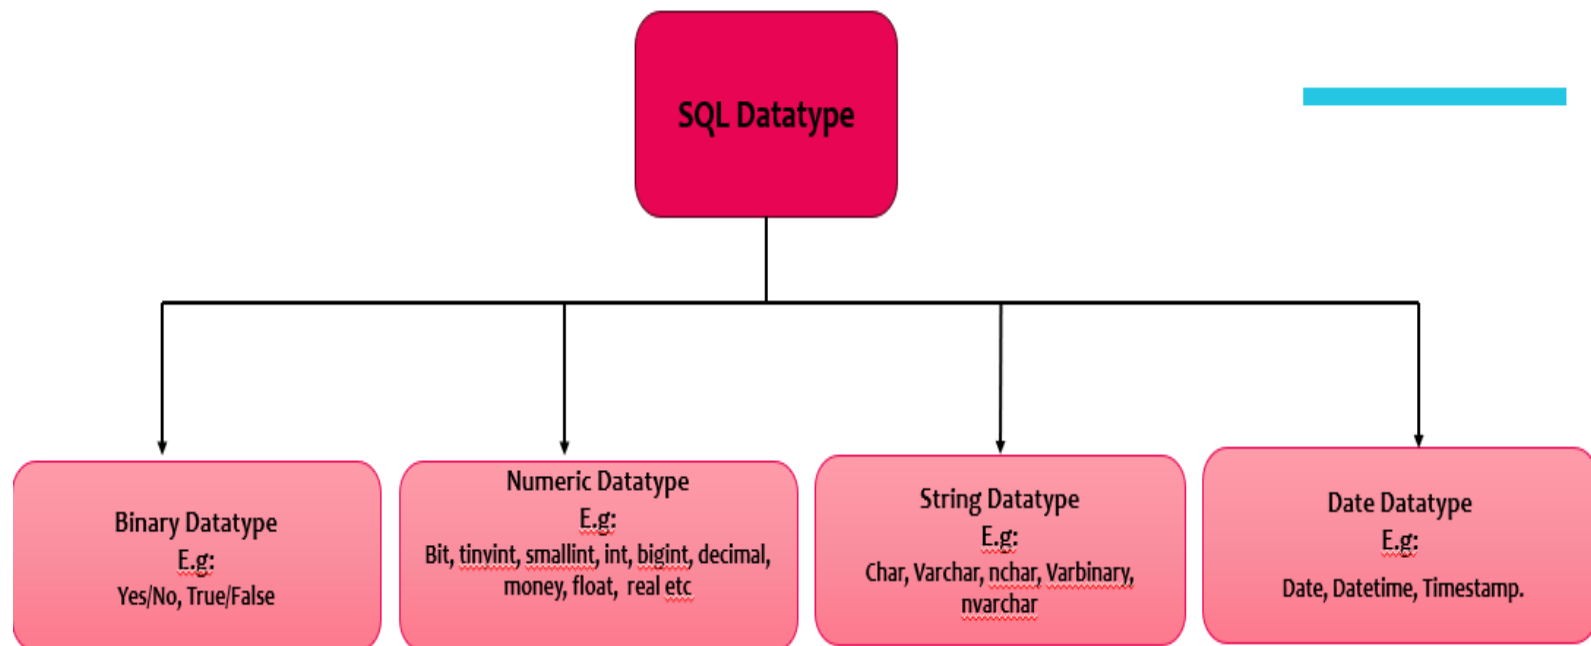 SQL Datatype
Binary Datatype
E.g:
Yes/No, True/False
Numeric Datatype
E.g:
Bit, tinyint, smallint, int, bigint, decimal,
money, float, real etc
String Datatype
E.g:
Char, Varchar, nchar, Varbinary,
nvarchar
Date Datatype
E.g:
Date, Datetime, Timestamp.